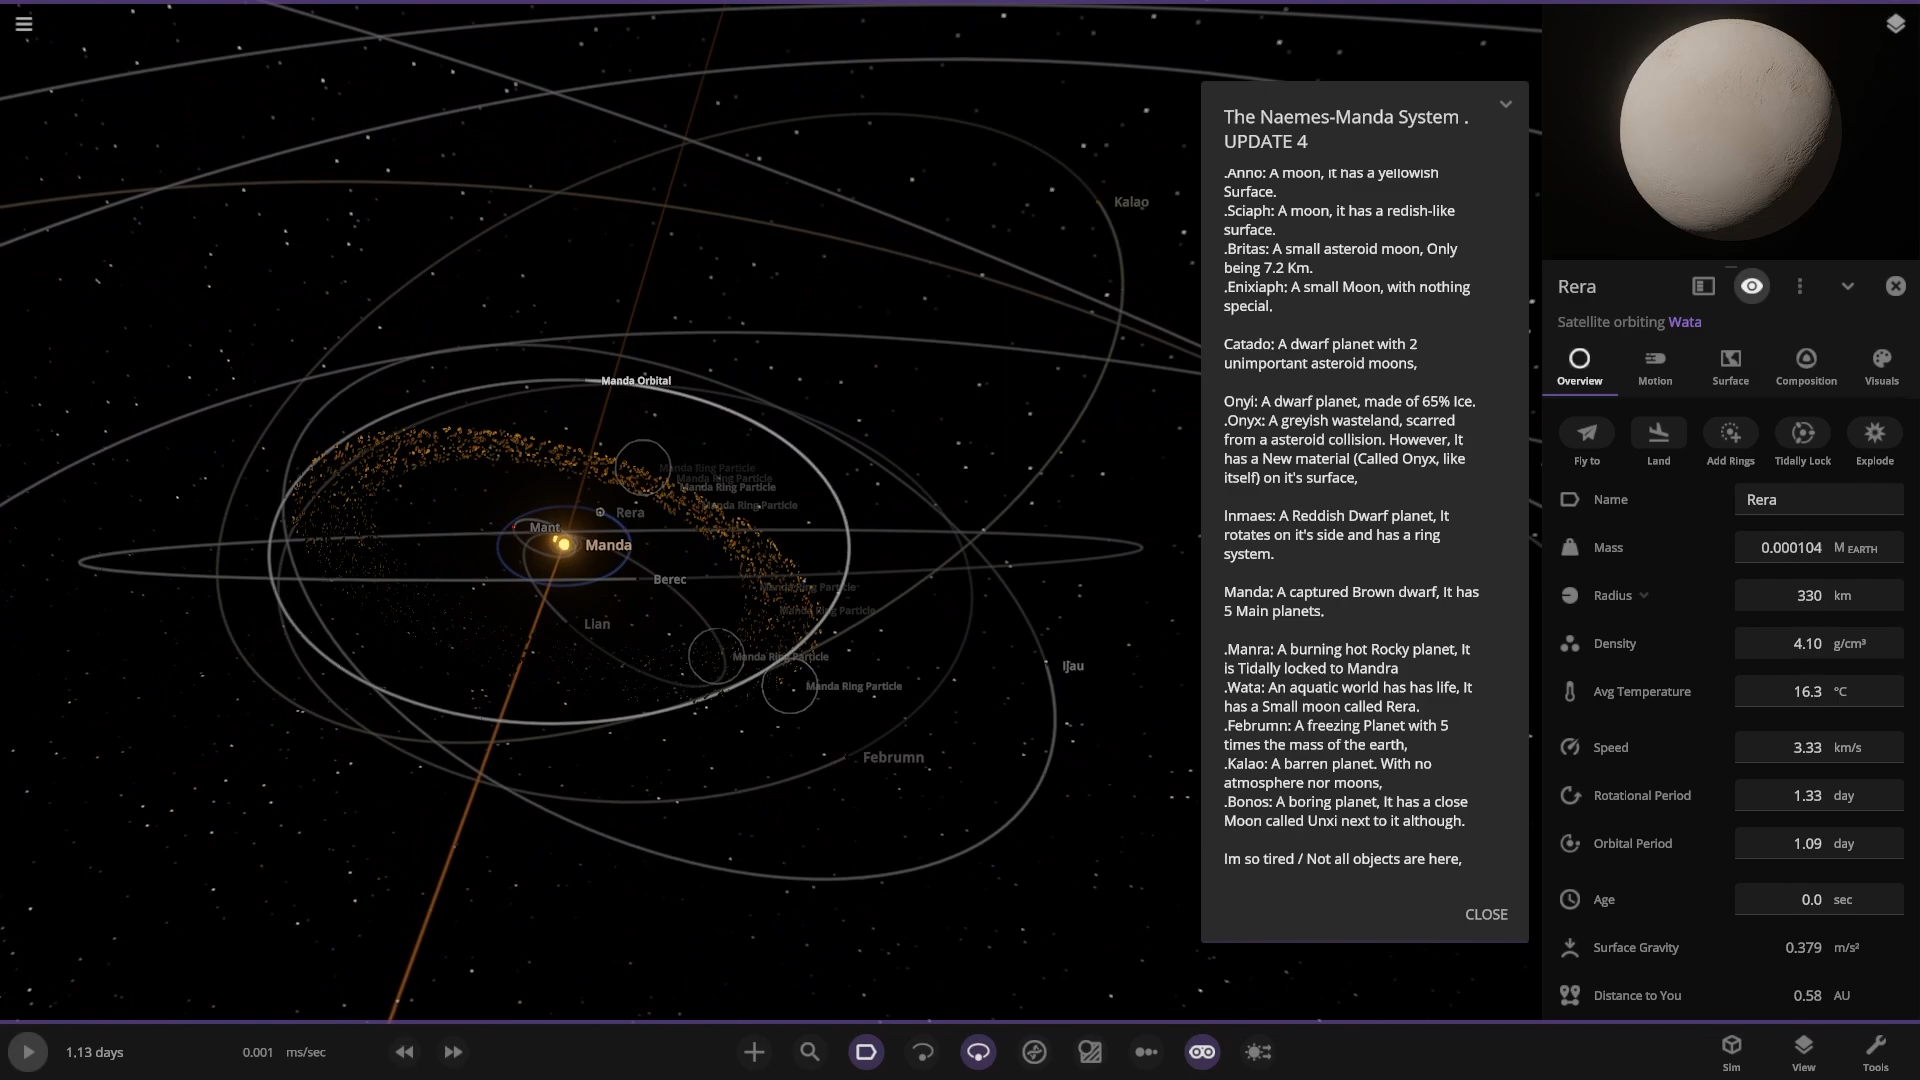 The Naemes-Manda System .
UPDATE 4
.Anno: A moon, it has a yellowish
Surface.
.Sciaph: A moon, it has a redish-like
surface.
.Britas: A small asteroid moon, Only
being 7.2 Km.
.Enixiaph: A small Moon, with nothing
special.
Catado: A dwarf planet with 2
unimportant asteroid moons,
Onyi: A dwarf planet, made of 65% Ice.
.Onyx: A greyish wasteland, scarred
from a asteroid collision. However, It
has a New material (Called Onyx, like
itself) on it's surface,
Inmaes: A Reddish Dwarf planet, It
rotates on it's side and has a ring
system.
Manda: A captured Brown dwarf, It has
5 Main planets.
.Manra: A burning hot Rocky planet, It
is Tidally locked to Mandra
.Wata: An aquatic world has has life, It
has a Small moon called Rera.
.Februmn: A freezing Planet with 5
times the mass of the earth,
.Kalao: A barren planet. With no
atmosphere nor moons,
.Bonos: A boring planet, It has a close
Moon called Unxi next to it although.
Im so tired / Not all objects are here,
CLOSE
Kalao
Manda Orbital
Manda Ring Particle
Manda Ring Particle
Manda Ring Particle
Manda Ring Particle
Rera
Mant
Manda
Berec
Manda Ring Particle
Manda Ring Particle
Lian
Manda Ring Particle
IJau
Manda Ring Particle
Februmn
Rera
Satellite orbiting Wata
Overview Motion Surface Composition Visuals
Fly to Land Add Rings Tidally Lock Explode
Name Rera
Mass 0.000104 M EARTH
Radius 330 km
Density 4.10 g/cm³
Avg Temperature 16.3 °C
Speed 3.33 km/s
Rotational Period 1.33 day
Orbital Period 1.09 day
Age 0.0 sec
Surface Gravity 0.379 m/s²
Distance to You 0.58 AU
1.13 days 0.001 ms/sec
Sim View Tools